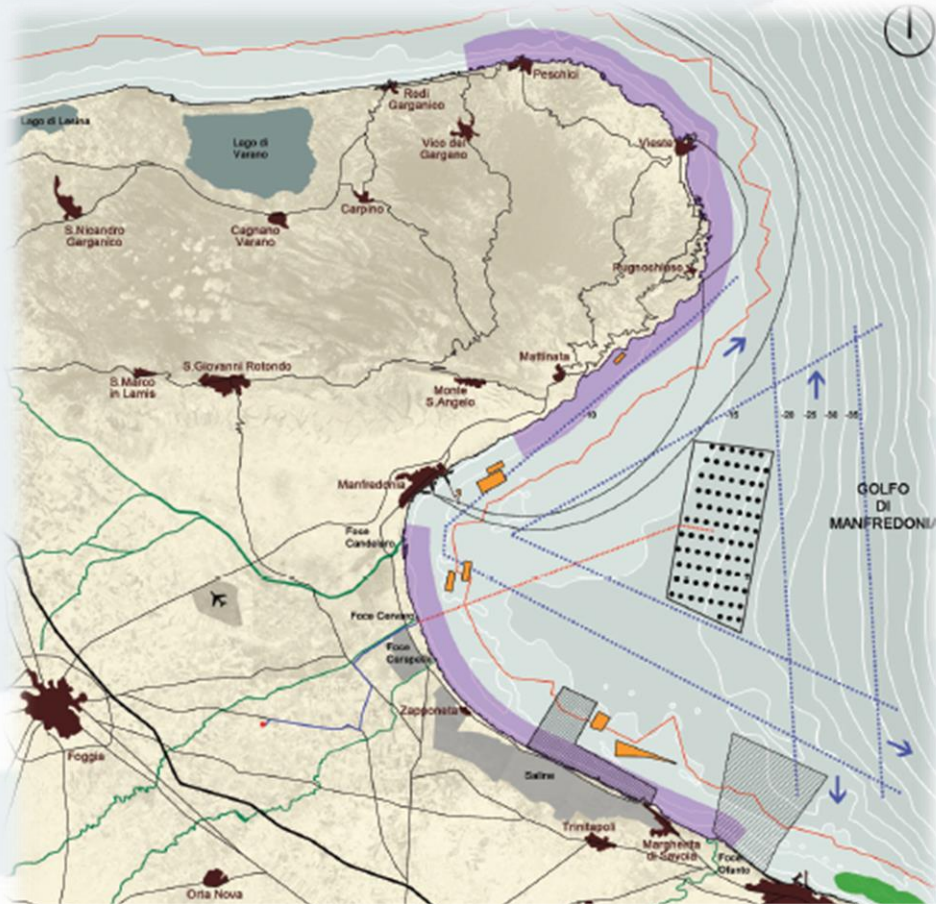 Peschici
Rodi
Garganico
Lago di Lesina
Lago di
Varano
Vico del
Gargano
Vieste
Carpino
S.Nicandro
Garganico
Cagnano
Varano
Pugnochiuso
Mattinata
S.Giovanni Rotondo
S.Marco
in Lamis
Monte
S.Angelo
-10
-15
-20
-25
-50
Manfredonia
GOLFO
DI
MANFREDONIA
Foce
Candelaro
Foce Cervaro
Foce
Carapelle
Zapponeta
Foggia
Saline
Trinitapoli
Margherita
di Savoia
Foce
Ofanto
Orta Nova